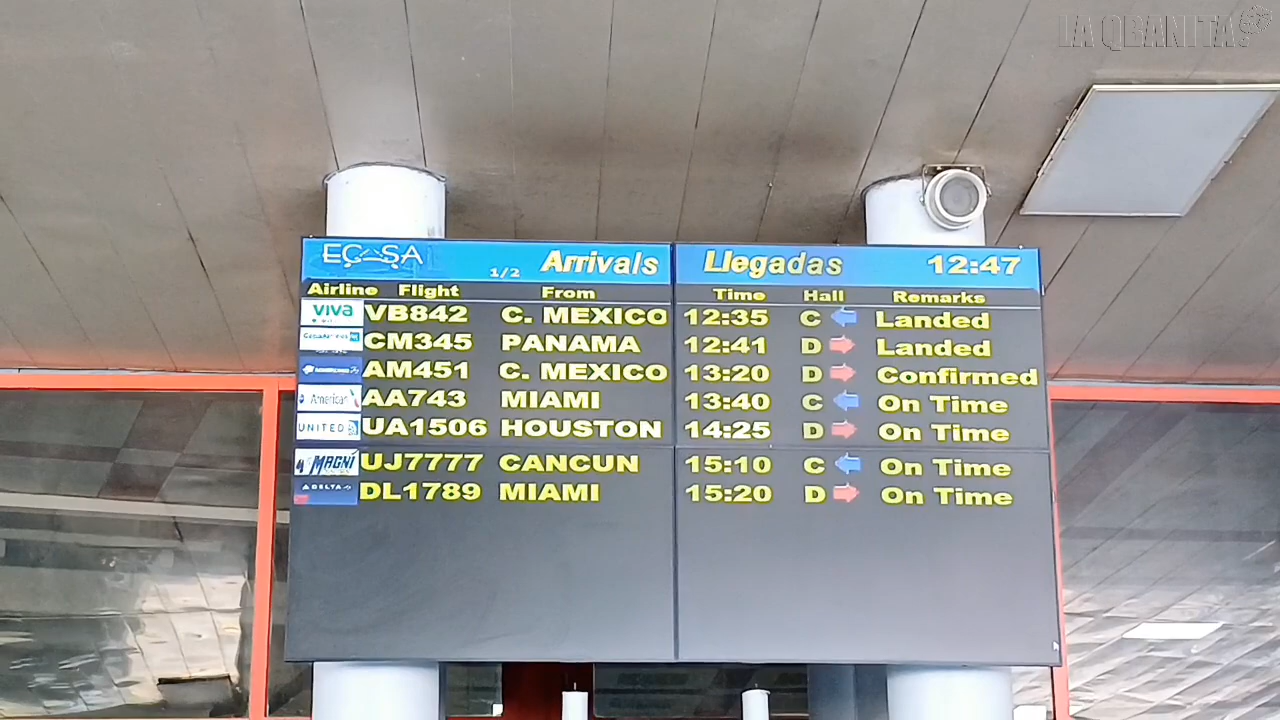 LA QBANITA
ECASA 1/2 Arrivals Llegadas 12:47
Airline Flight From Time Hall Remarks
viva VB842 C. MEXICO 12:35 C Landed
CM345 PANAMA 12:41 D Landed
AM451 C. MEXICO 13:20 D Confirmed
American AA743 MIAMI 13:40 C On Time
UNITED UA1506 HOUSTON 14:25 D On Time
MAGNI UJ7777 CANCUN 15:10 C On Time
DELTA DL1789 MIAMI 15:20 D On Time